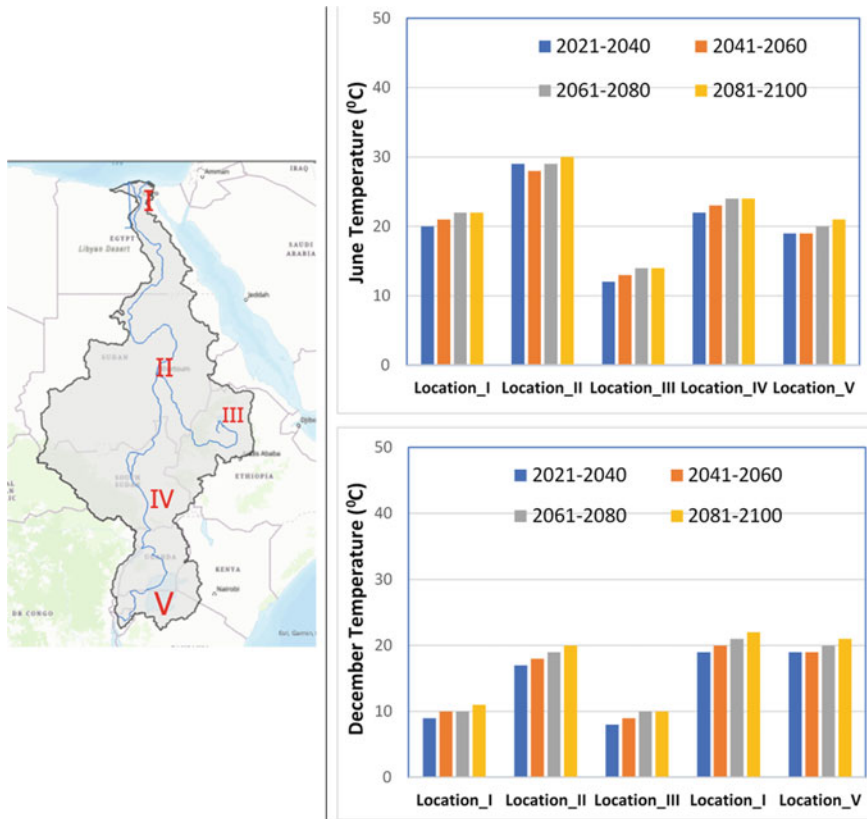 Amman
IRAQ
I
EGYPT
Libyan Desert
SAUDI
ARABIA
Jeddah
SUDAN
II
III
ETHIOPIA
IV
KENYA
Nairobi
V
DR CONGO
50
40
30
20
10
0
June Temperature (⁰C)
2021-2040
2041-2060
2061-2080
2081-2100
Location_I
Location_II
Location_III
Location_IV
Location_V
50
40
30
20
10
0
December Temperature (⁰C)
2021-2040
2041-2060
2061-2080
2081-2100
Location_I
Location_II
Location_III
Location_I
Location_V